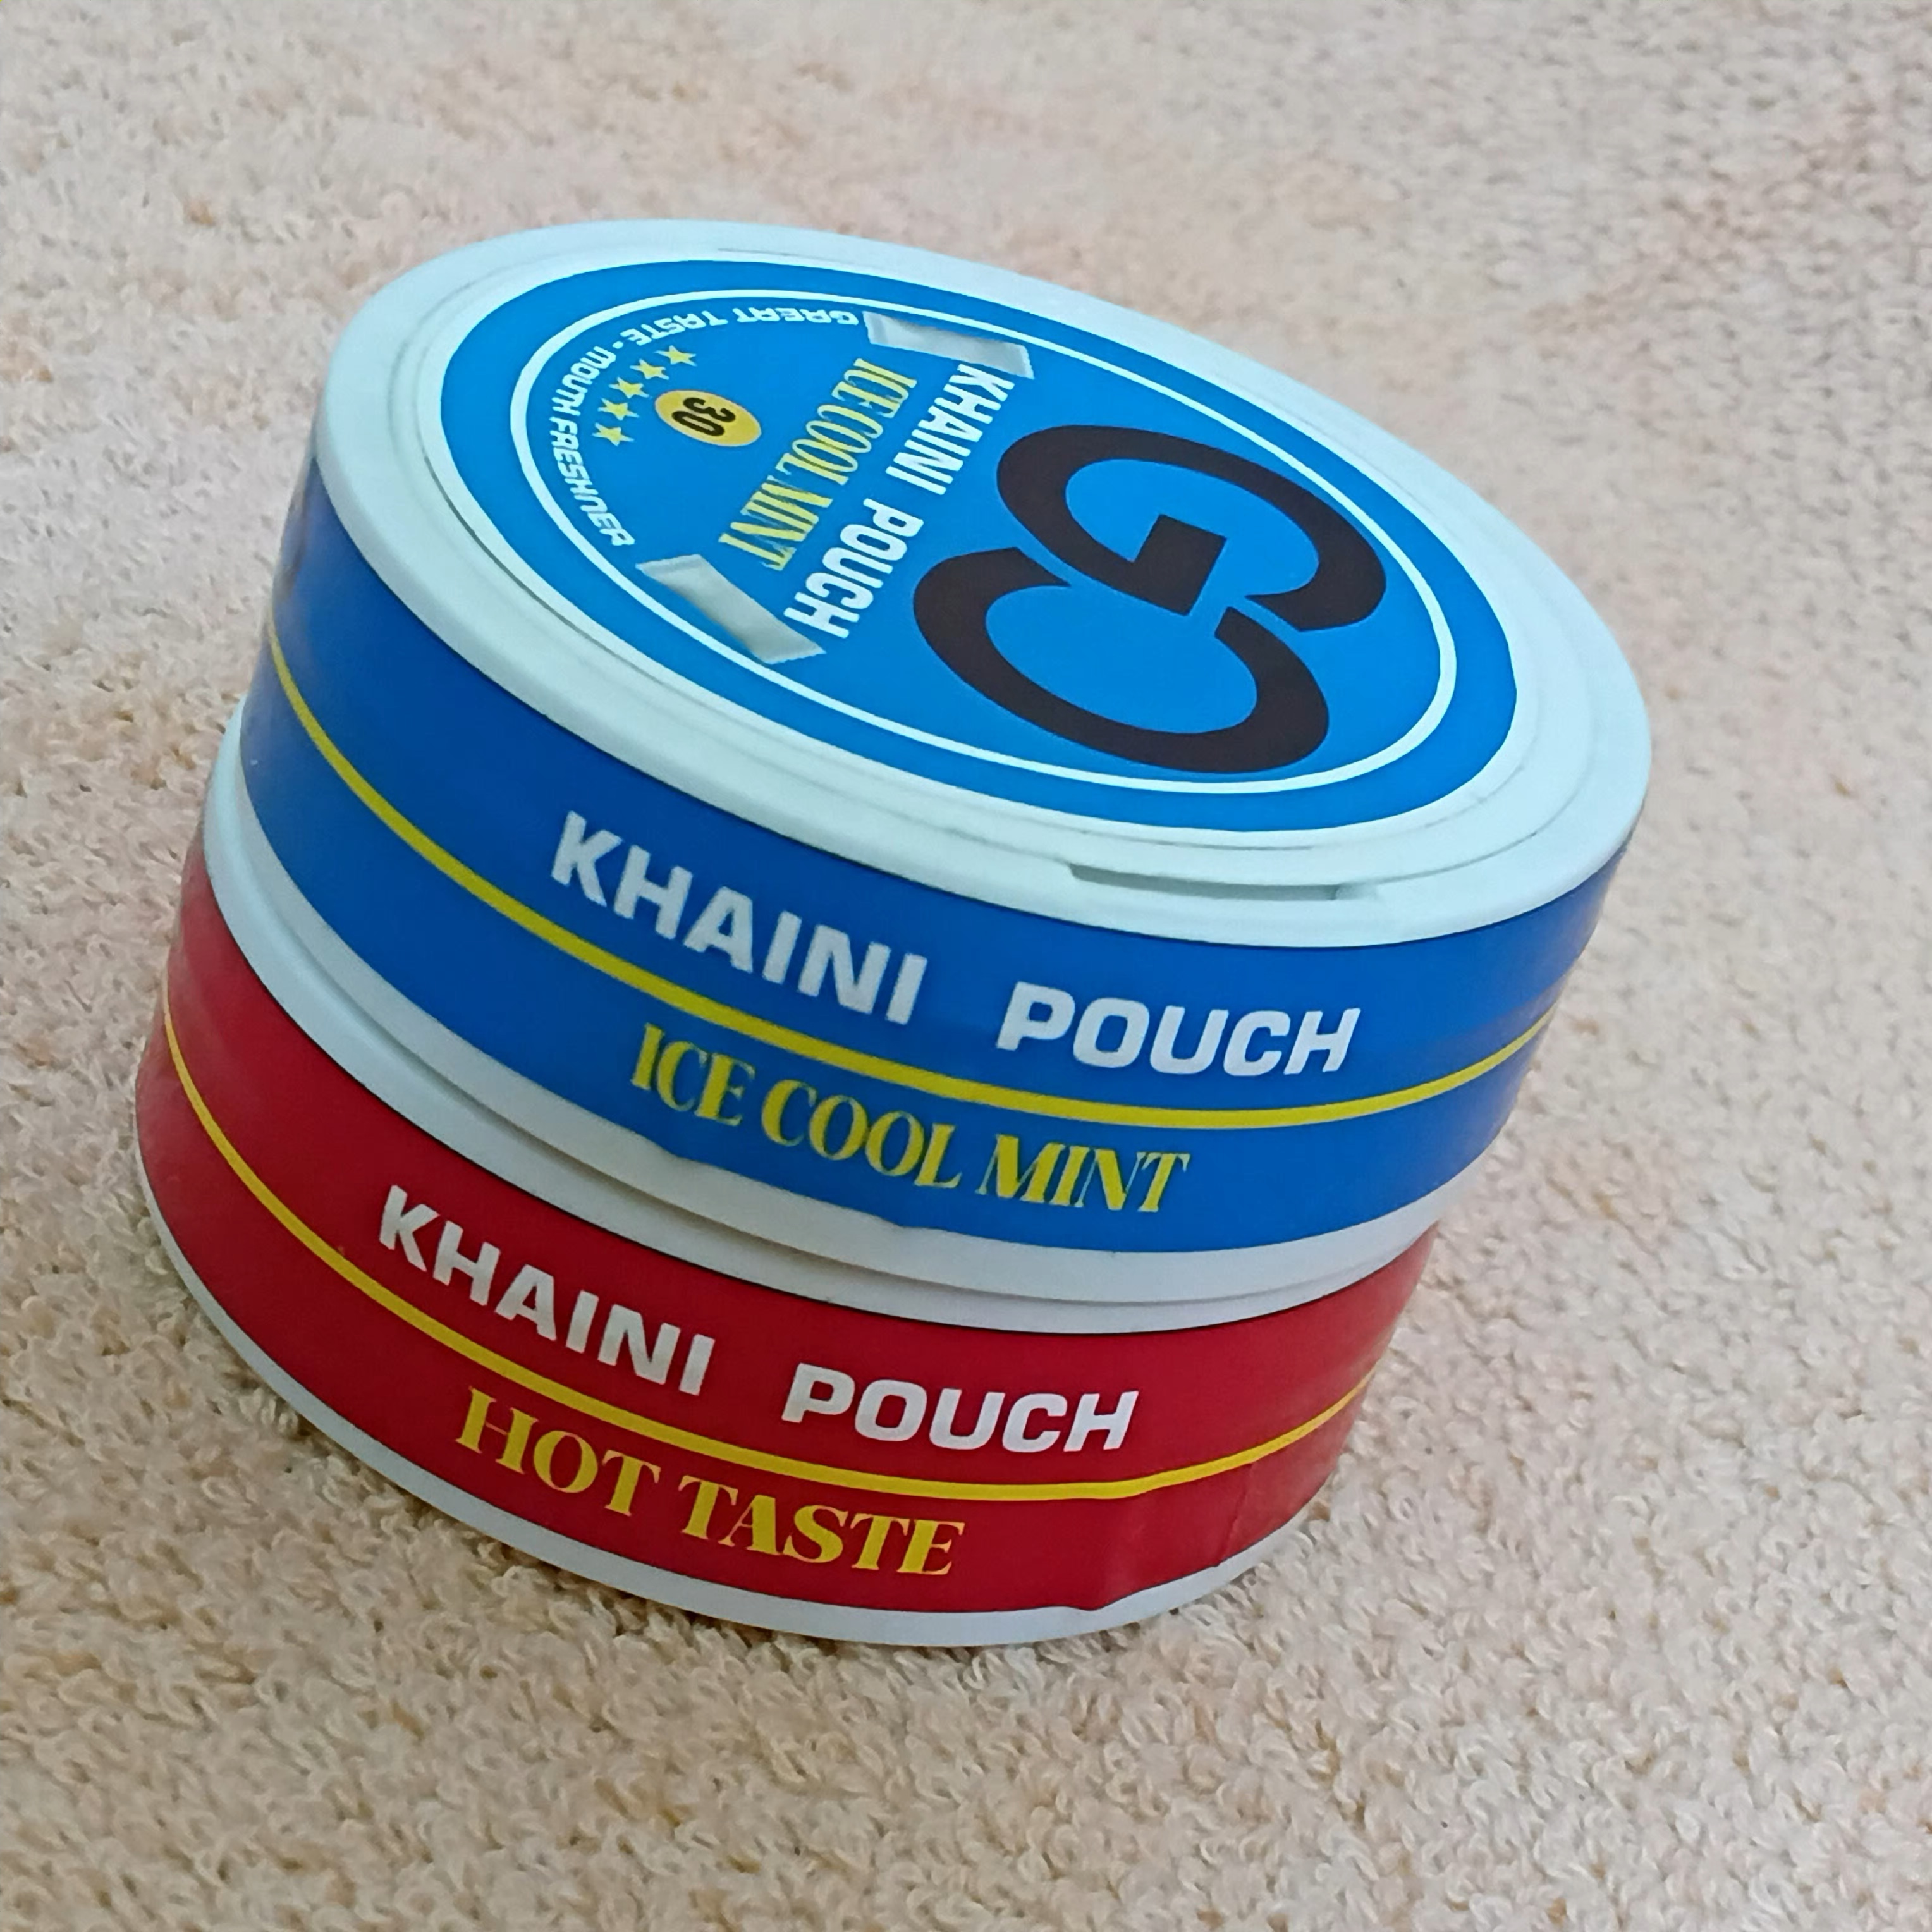 GC
KHAINI POUCH
ICE COOL MINT
30
GREAT TASTE • MOUTH FRESHNER
KHAINI POUCH
ICE COOL MINT
KHAINI POUCH
HOT TASTE